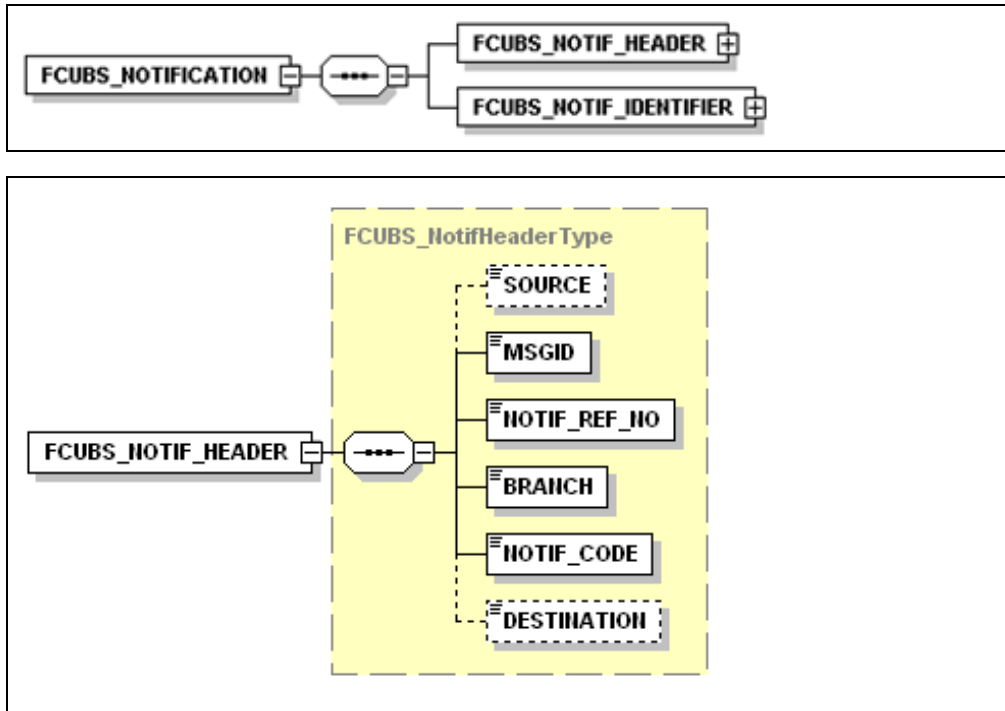 FCUBS_NOTIFICATION
FCUBS_NOTIF_HEADER
FCUBS_NOTIF_IDENTIFIER
FCUBS_NotifHeaderType
SOURCE
MSGID
NOTIF_REF_NO
FCUBS_NOTIF_HEADER
BRANCH
NOTIF_CODE
DESTINATION